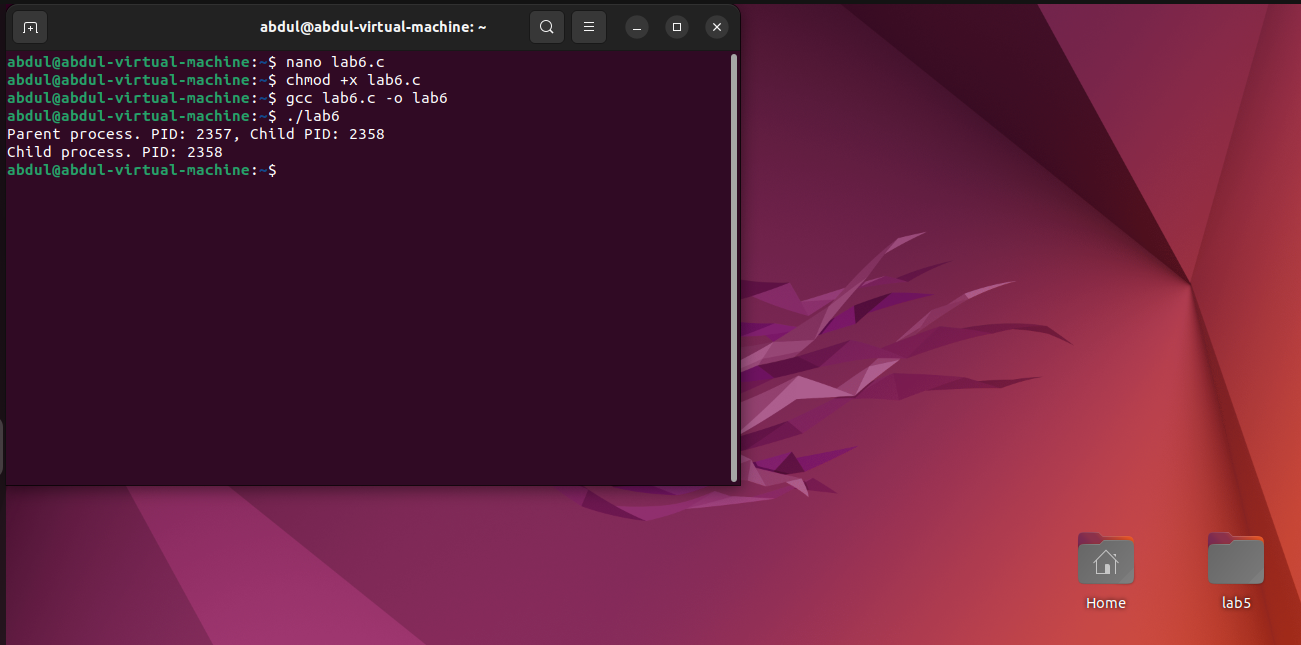 abdul@abdul-virtual-machine: ~
abdul@abdul-virtual-machine:~$ nano lab6.c
abdul@abdul-virtual-machine:~$ chmod +x lab6.c
abdul@abdul-virtual-machine:~$ gcc lab6.c -o lab6
abdul@abdul-virtual-machine:~$ ./lab6
Parent process. PID: 2357, Child PID: 2358
Child process. PID: 2358
abdul@abdul-virtual-machine:~$
Home
lab5